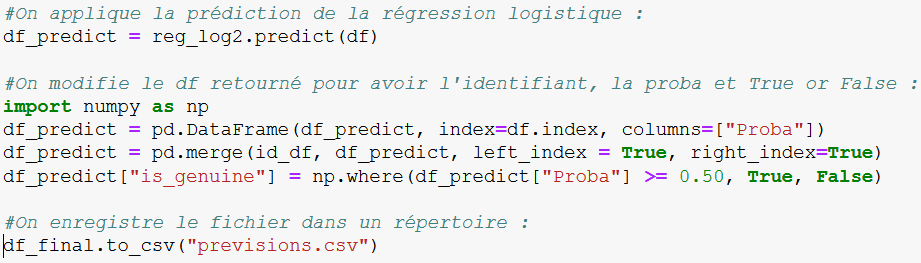 #On applique la prédiction de la régression logistique :
df_predict = reg_log2.predict(df)
#On modifie le df retourné pour avoir l'identifiant, la proba et True or False :
import numpy as np
df_predict = pd.DataFrame(df_predict, index=df.index, columns=["Proba"])
df_predict = pd.merge(id_df, df_predict, left_index = True, right_index=True)
df_predict["is_genuine"] = np.where(df_predict["Proba"] >= 0.50, True, False)
#On enregistre le fichier dans un répertoire :
df_final.to_csv("previsions.csv")